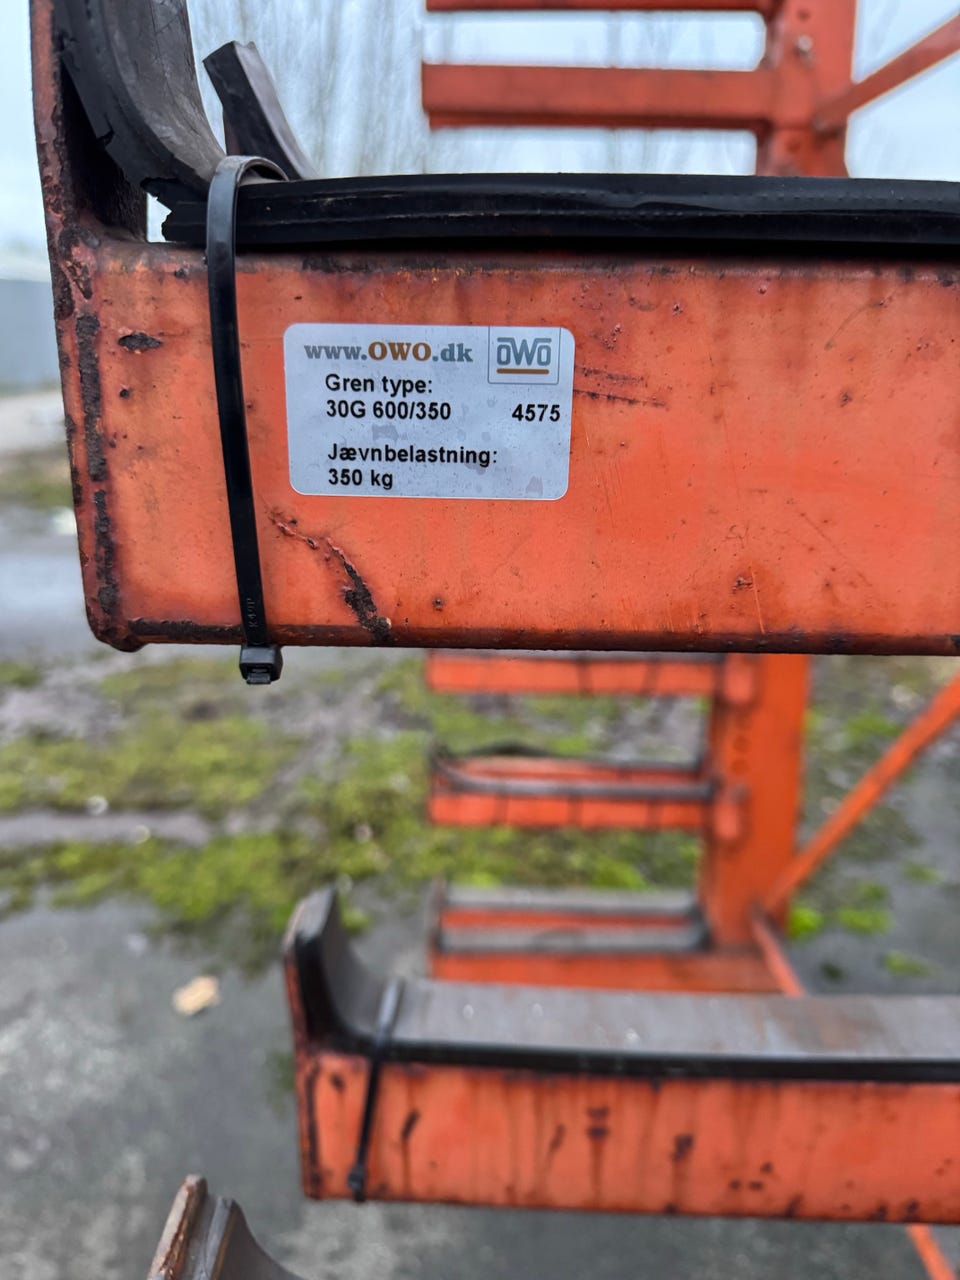 www.OWO.dk
OWO
Gren type:
30G 600/350 4575
Jævnbelastning:
350 kg